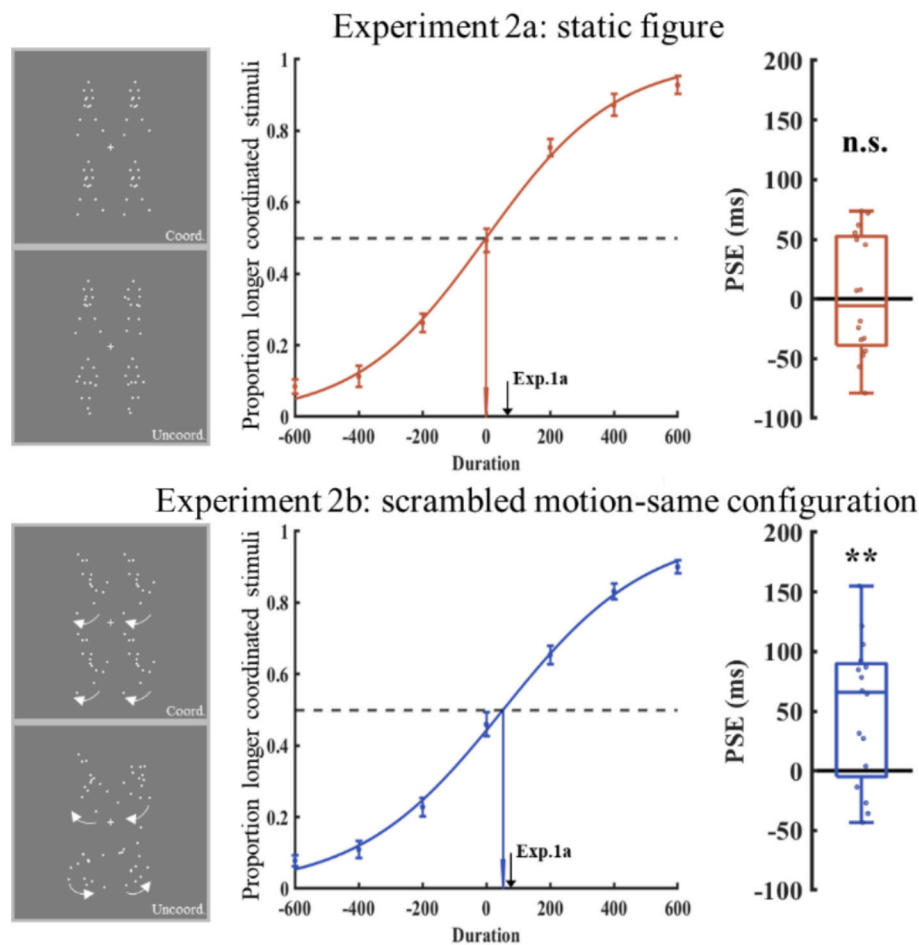 Experiment 2a: static figure
Coord.
Uncoord.
Proportion longer coordinated stimuli
1
0.8
0.6
0.4
0.2
0
-600 -400 -200 0 200 400 600
Duration
Exp.1a
PSE (ms)
200
150
100
50
0
-50
-100
n.s.
Experiment 2b: scrambled motion-same configuration
Coord.
Uncoord.
Proportion longer coordinated stimuli
1
0.8
0.6
0.4
0.2
0
-600 -400 -200 0 200 400 600
Duration
Exp.1a
PSE (ms)
200
150
100
50
0
-50
-100
**